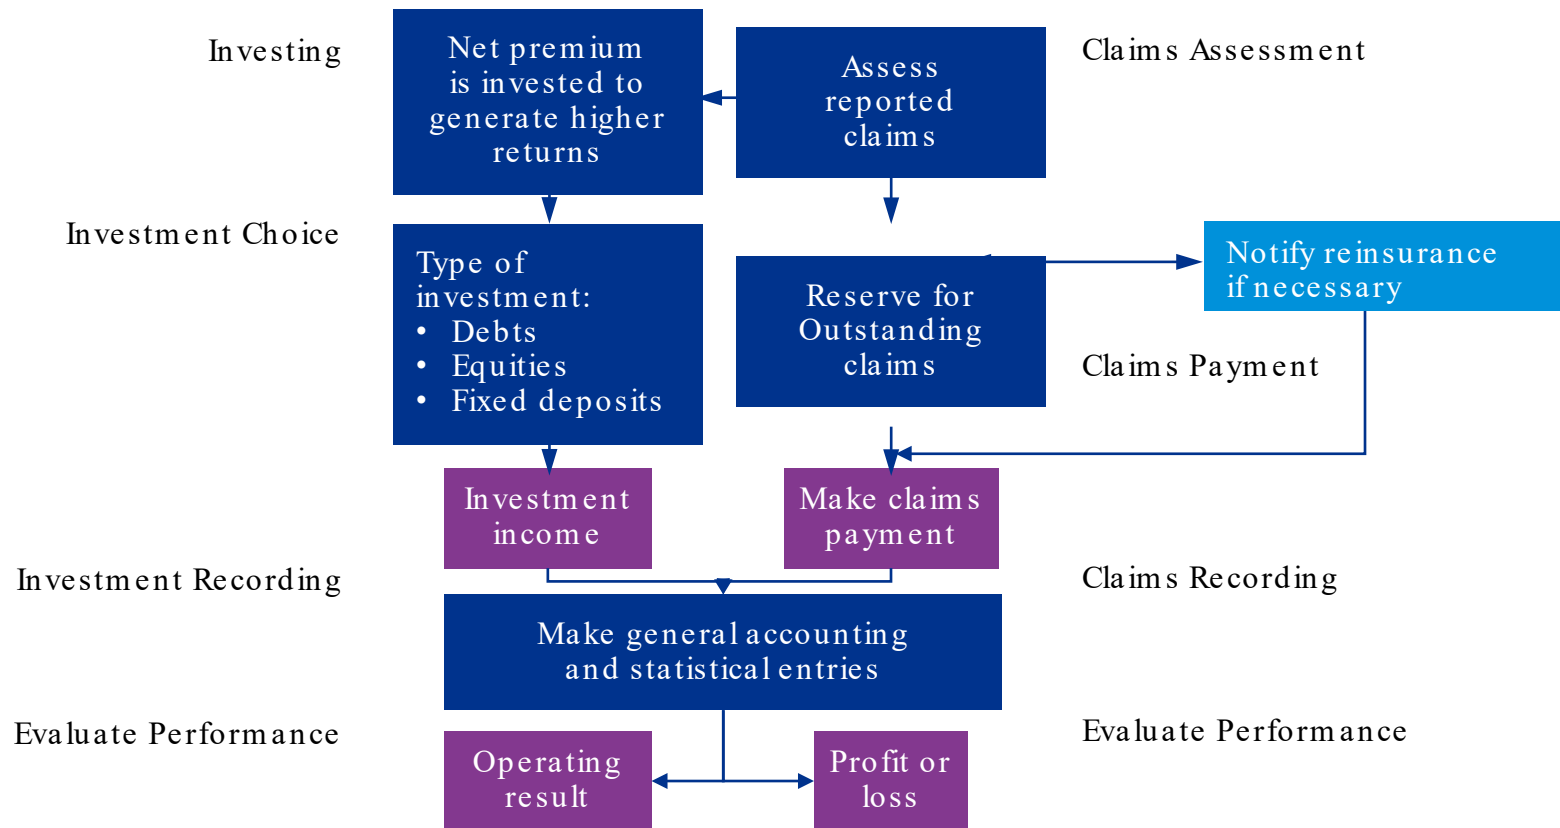 Investing
Net premium
is invested to
generate higher
returns
Assess
reported
claims
Claims Assessment
Investment Choice
Type of
investment:
• Debts
• Equities
• Fixed deposits
Reserve for
Outstanding
claims
Notify reinsurance
if necessary
Claims Payment
Investment
income
Make claims
payment
Investment Recording
Claims Recording
Make general accounting
and statistical entries
Evaluate Performance
Evaluate Performance
Operating
result
Profit or
loss